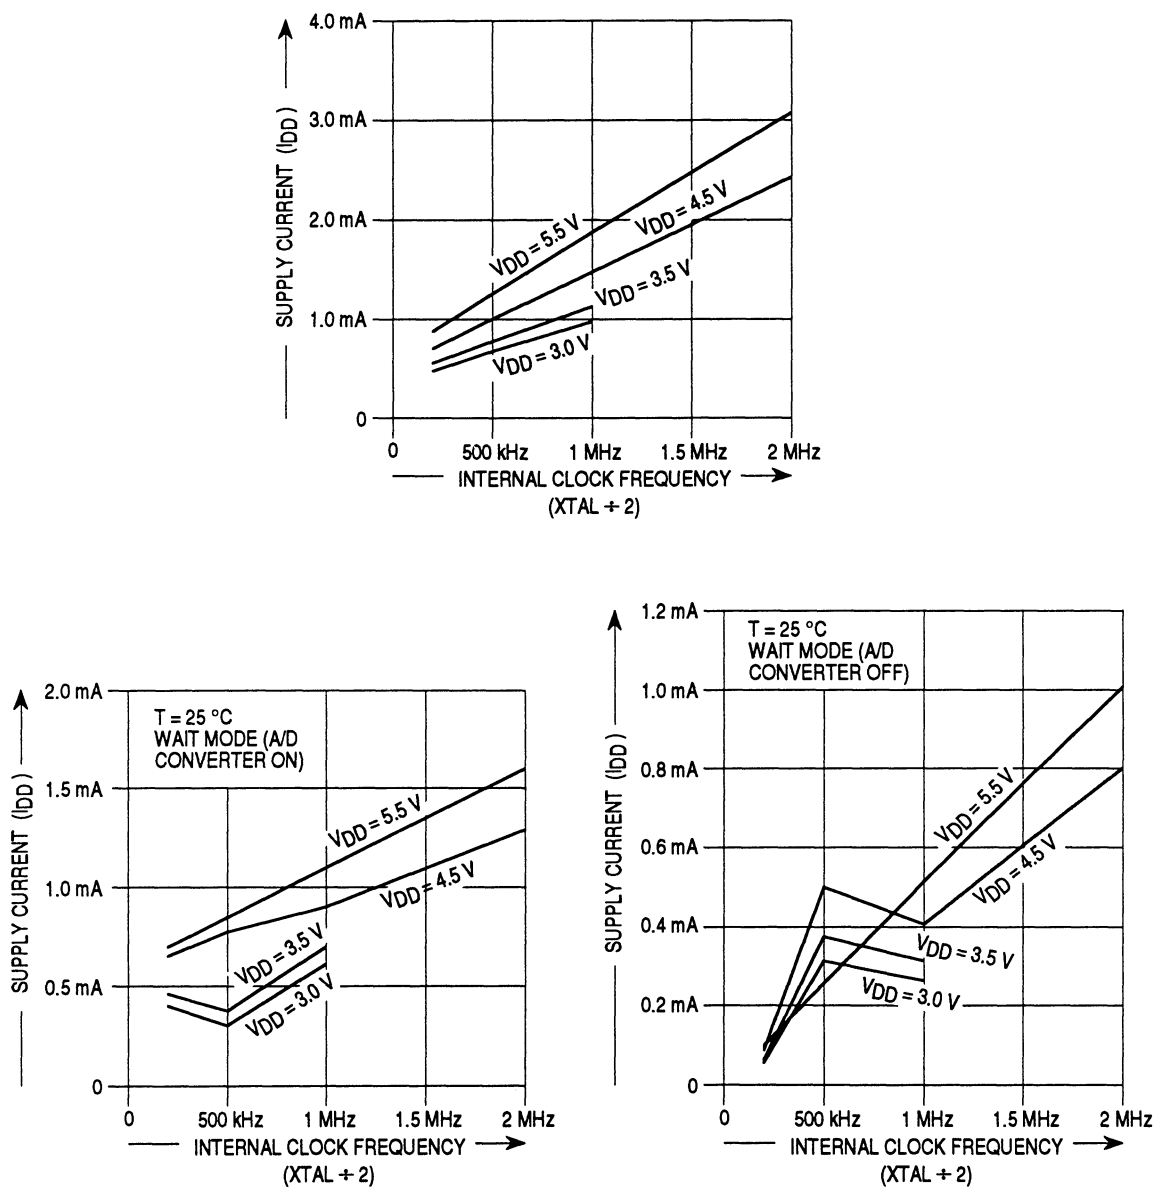 4.0 mA
3.0 mA
2.0 mA
1.0 mA
0
SUPPLY CURRENT (IDD)
VDD = 5.5 V
VDD = 4.5 V
VDD = 3.5 V
VDD = 3.0 V
0 500 kHz 1 MHz 1.5 MHz 2 MHz
INTERNAL CLOCK FREQUENCY
(XTAL ÷ 2)
2.0 mA
1.5 mA
1.0 mA
0.5 mA
0
SUPPLY CURRENT (IDD)
T = 25 °C
WAIT MODE (A/D
CONVERTER ON)
VDD = 5.5 V
VDD = 4.5 V
VDD = 3.5 V
VDD = 3.0 V
0 500 kHz 1 MHz 1.5 MHz 2 MHz
INTERNAL CLOCK FREQUENCY
(XTAL ÷ 2)
1.2 mA
1.0 mA
0.8 mA
0.6 mA
0.4 mA
0.2 mA
0
SUPPLY CURRENT (IDD)
T = 25 °C
WAIT MODE (A/D
CONVERTER OFF)
VDD = 5.5 V
VDD = 4.5 V
VDD = 3.5 V
VDD = 3.0 V
0 500 kHz 1 MHz 1.5 MHz 2 MHz
INTERNAL CLOCK FREQUENCY
(XTAL ÷ 2)